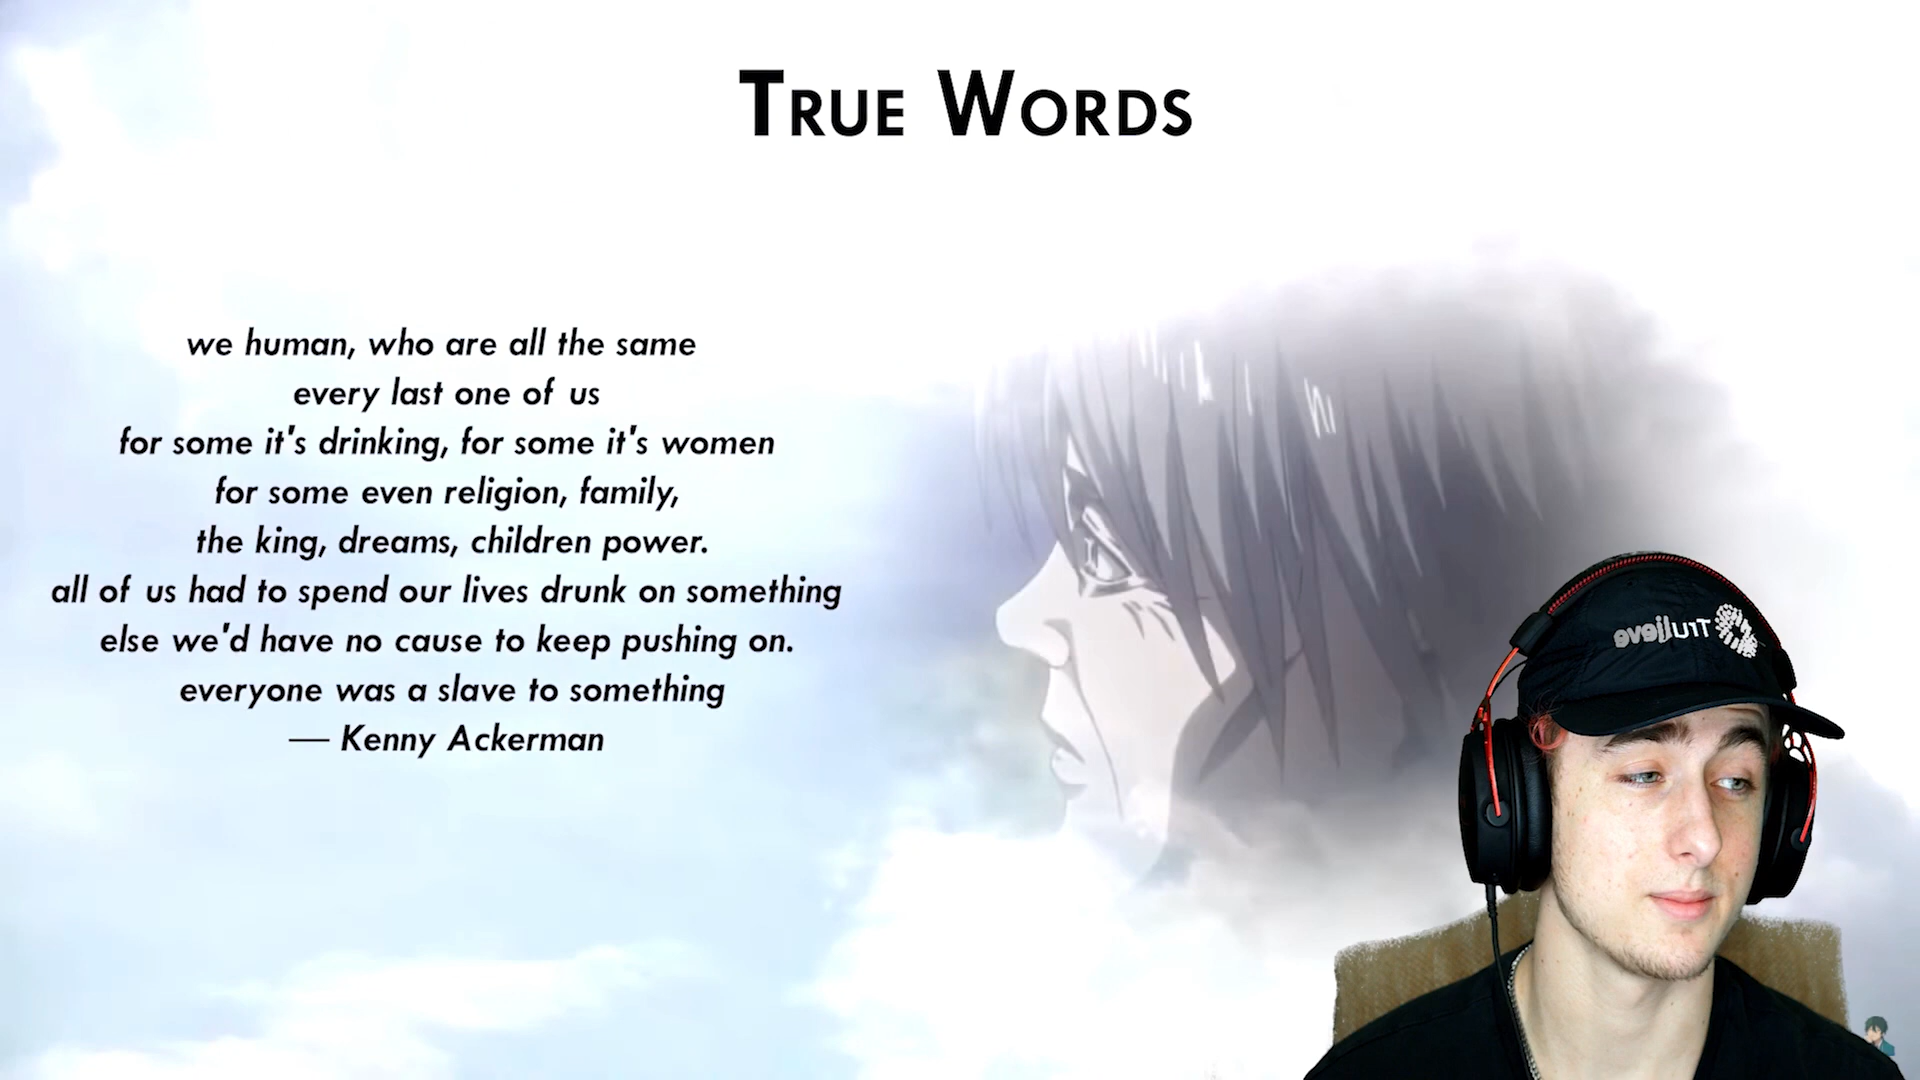 True Words
we human, who are all the same
every last one of us
for some it's drinking, for some it's women
for some even religion, family,
the king, dreams, children power.
all of us had to spend our lives drunk on something
else we'd have no cause to keep pushing on.
everyone was a slave to something
— Kenny Ackerman
Trulieve